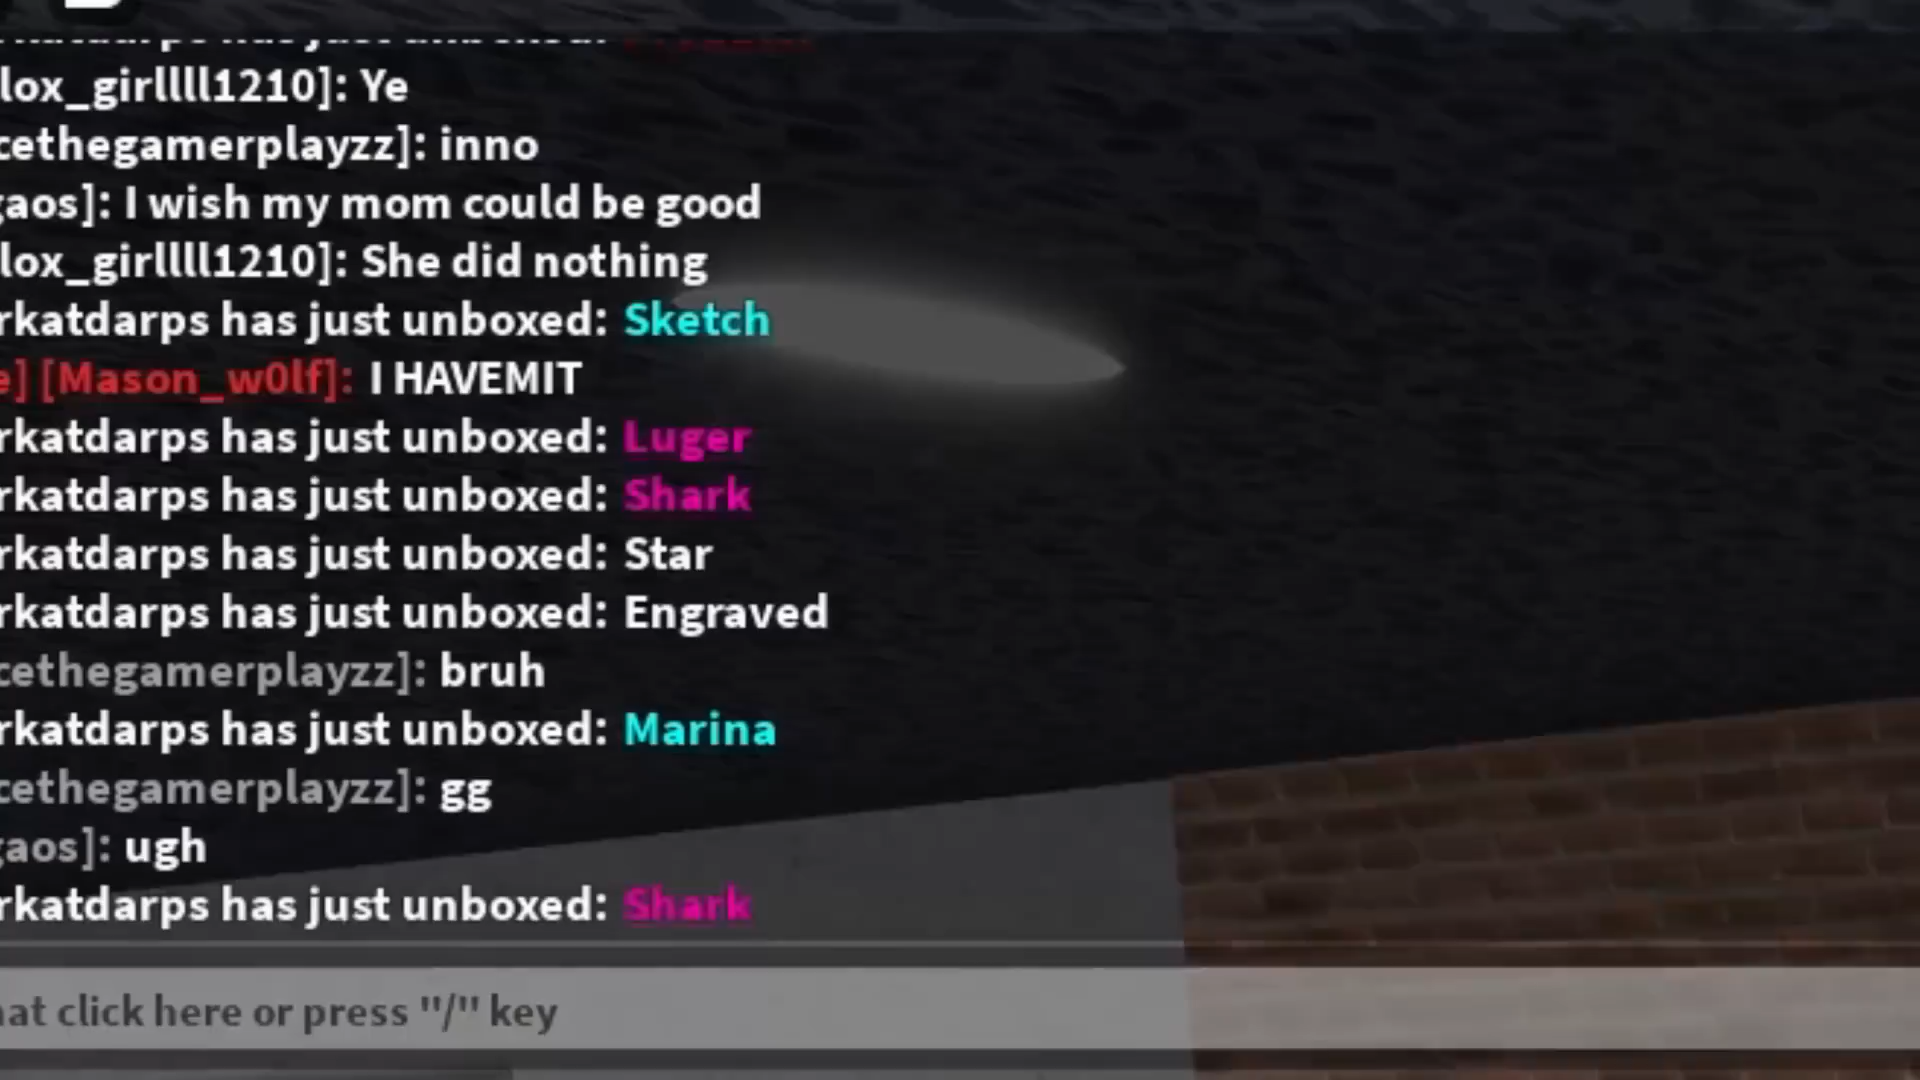 lox_girllll1210]: Ye
cethegamerplayzz]: inno
gaos]: I wish my mom could be good
lox_girllll1210]: She did nothing
rkatdarps has just unboxed: Sketch
e] [Mason_w0lf]: I HAVEMIT
rkatdarps has just unboxed: Luger
rkatdarps has just unboxed: Shark
rkatdarps has just unboxed: Star
rkatdarps has just unboxed: Engraved
cethegamerplayzz]: bruh
rkatdarps has just unboxed: Marina
cethegamerplayzz]: gg
gaos]: ugh
rkatdarps has just unboxed: Shark
hat click here or press "/" key